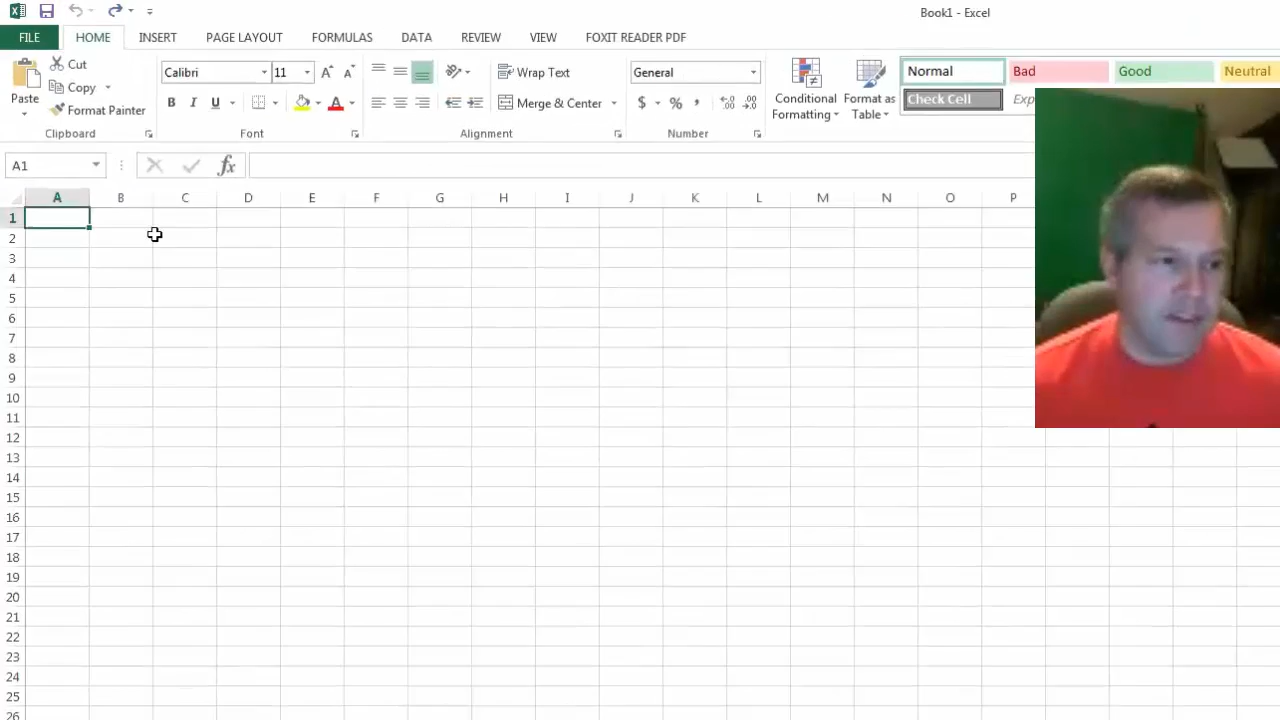 Book1 - Excel
FILE HOME INSERT PAGE LAYOUT FORMULAS DATA REVIEW VIEW FOXIT READER PDF
Cut
Copy
Format Painter
Paste
Clipboard
Calibri 11
B I U
Font
Wrap Text
Merge & Center
Alignment
General
$ % ,
Number
Conditional Formatting
Format as Table
Normal Bad Good Neutral
Check Cell
A1
fx
A B C D E F G H I J K L M N O P
1
2
3
4
5
6
7
8
9
10
11
12
13
14
15
16
17
18
19
20
21
22
23
24
25
26